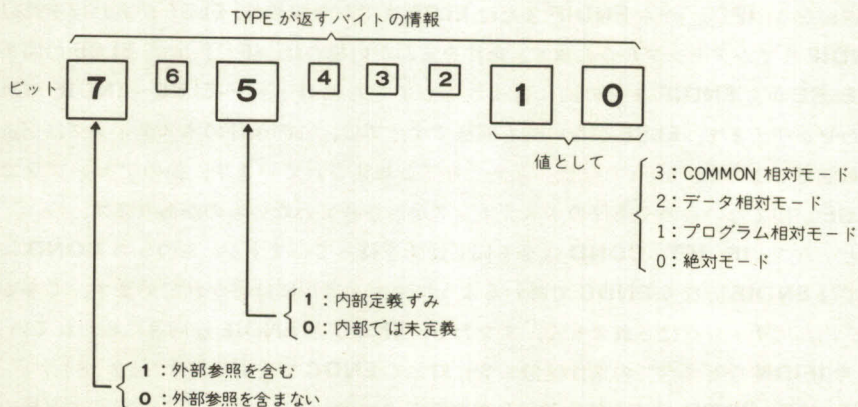 TYPE が返すバイトの情報
ビット 7 6 5 4 3 2 1 0
値として
3：COMMON 相対モード
2：データ相対モード
1：プログラム相対モード
0：絶対モード
1：内部定義ずみ
0：内部では未定義
1：外部参照を含む
0：外部参照を含まない